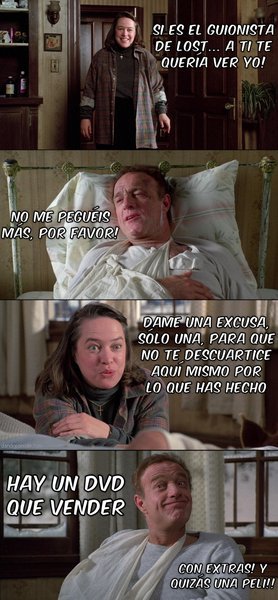 SI ES EL GUIONISTA
DE LOST... A TI TE
QUERÍA VER YO!
NO ME PEGUÉIS
MÁS, POR FAVOR!
DAME UNA EXCUSA,
SOLO UNA, PARA QUE
NO TE DESCUARTICE
AQUI MISMO POR
LO QUE HAS HECHO
HAY UN DVD
QUE VENDER
CON EXTRAS! Y
QUIZAS UNA PELI!!